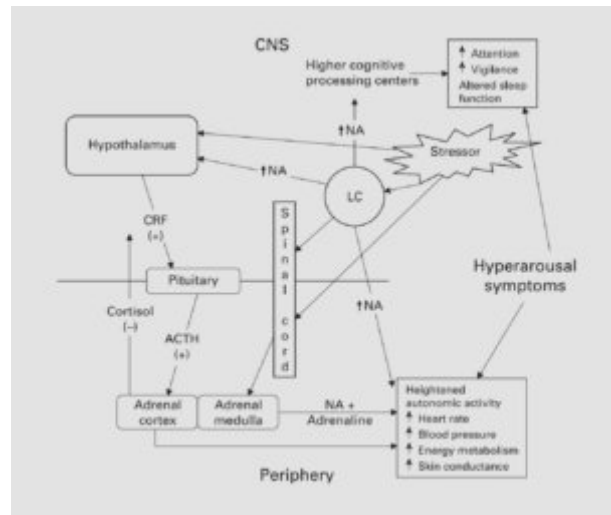 CNS
Higher cognitive
processing centers
↑ Attention
↑ Vigilance
Altered sleep
function
↑NA
Stressor
Hypothalamus
↑NA
LC
CRF
(+)
Spinal cord
Hyperarousal
symptoms
Pituitary
↑NA
Cortisol
(–)
ACTH
(+)
Heightened
autonomic activity
↑ Heart rate
↑ Blood pressure
↑ Energy metabolism
↑ Skin conductance
Adrenal
cortex
Adrenal
medulla
NA +
Adrenaline
Periphery